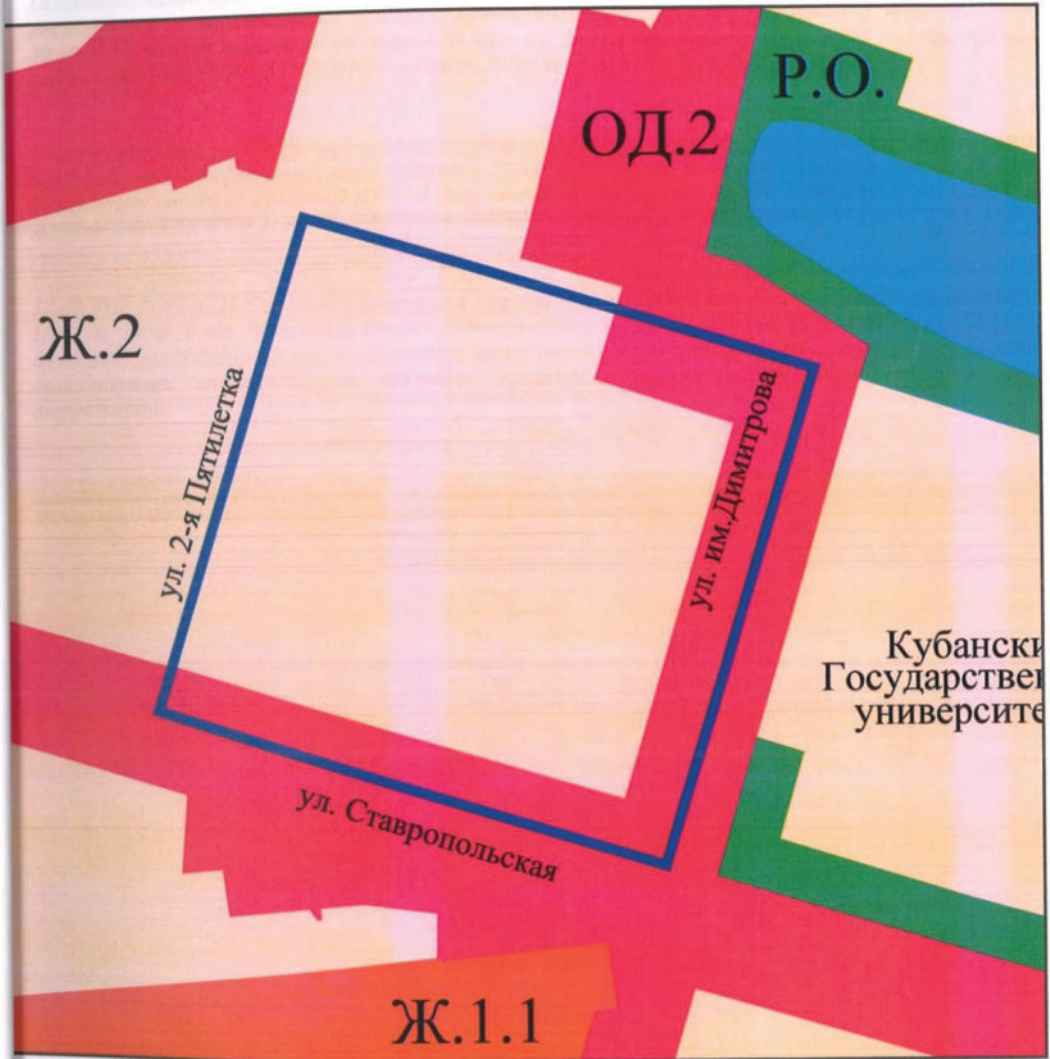 Р.О.
ОД.2
Ж.2
ул. 2-я Пятилетка
ул. им.Димитрова
Кубански
Государствен
университе
ул. Ставропольская
Ж.1.1